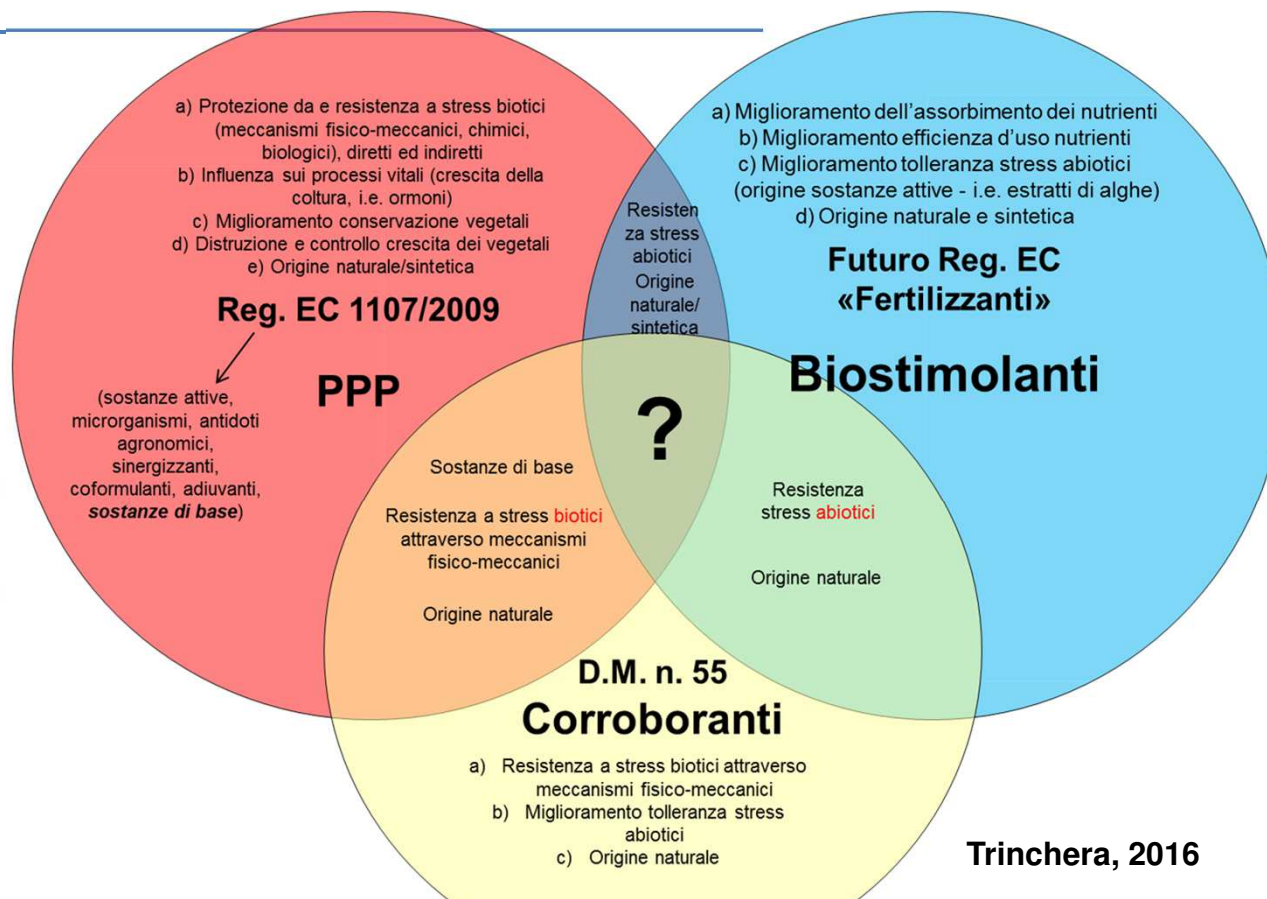 a) Protezione da e resistenza a stress biotici
(meccanismi fisico-meccanici, chimici,
biologici), diretti ed indiretti
b) Influenza sui processi vitali (crescita della
coltura, i.e. ormoni)
c) Miglioramento conservazione vegetali
d) Distruzione e controllo crescita dei vegetali
e) Origine naturale/sintetica
Reg. EC 1107/2009
PPP
(sostanze attive,
microrganismi, antidoti
agronomici,
sinergizzanti,
coformulanti, adiuvanti,
sostanze di base)
Resisten
za stress
abiotici
Origine
naturale/
sintetica
a) Miglioramento dell'assorbimento dei nutrienti
b) Miglioramento efficienza d'uso nutrienti
c) Miglioramento tolleranza stress abiotici
(origine sostanze attive - i.e. estratti di alghe)
d) Origine naturale e sintetica
Futuro Reg. EC
«Fertilizzanti»
Biostimolanti
?
Sostanze di base
Resistenza a stress biotici
attraverso meccanismi
fisico-meccanici
Origine naturale
Resistenza
stress abiotici
Origine naturale
D.M. n. 55
Corroboranti
a) Resistenza a stress biotici attraverso
meccanismi fisico-meccanici
b) Miglioramento tolleranza stress
abiotici
c) Origine naturale
Trinchera, 2016